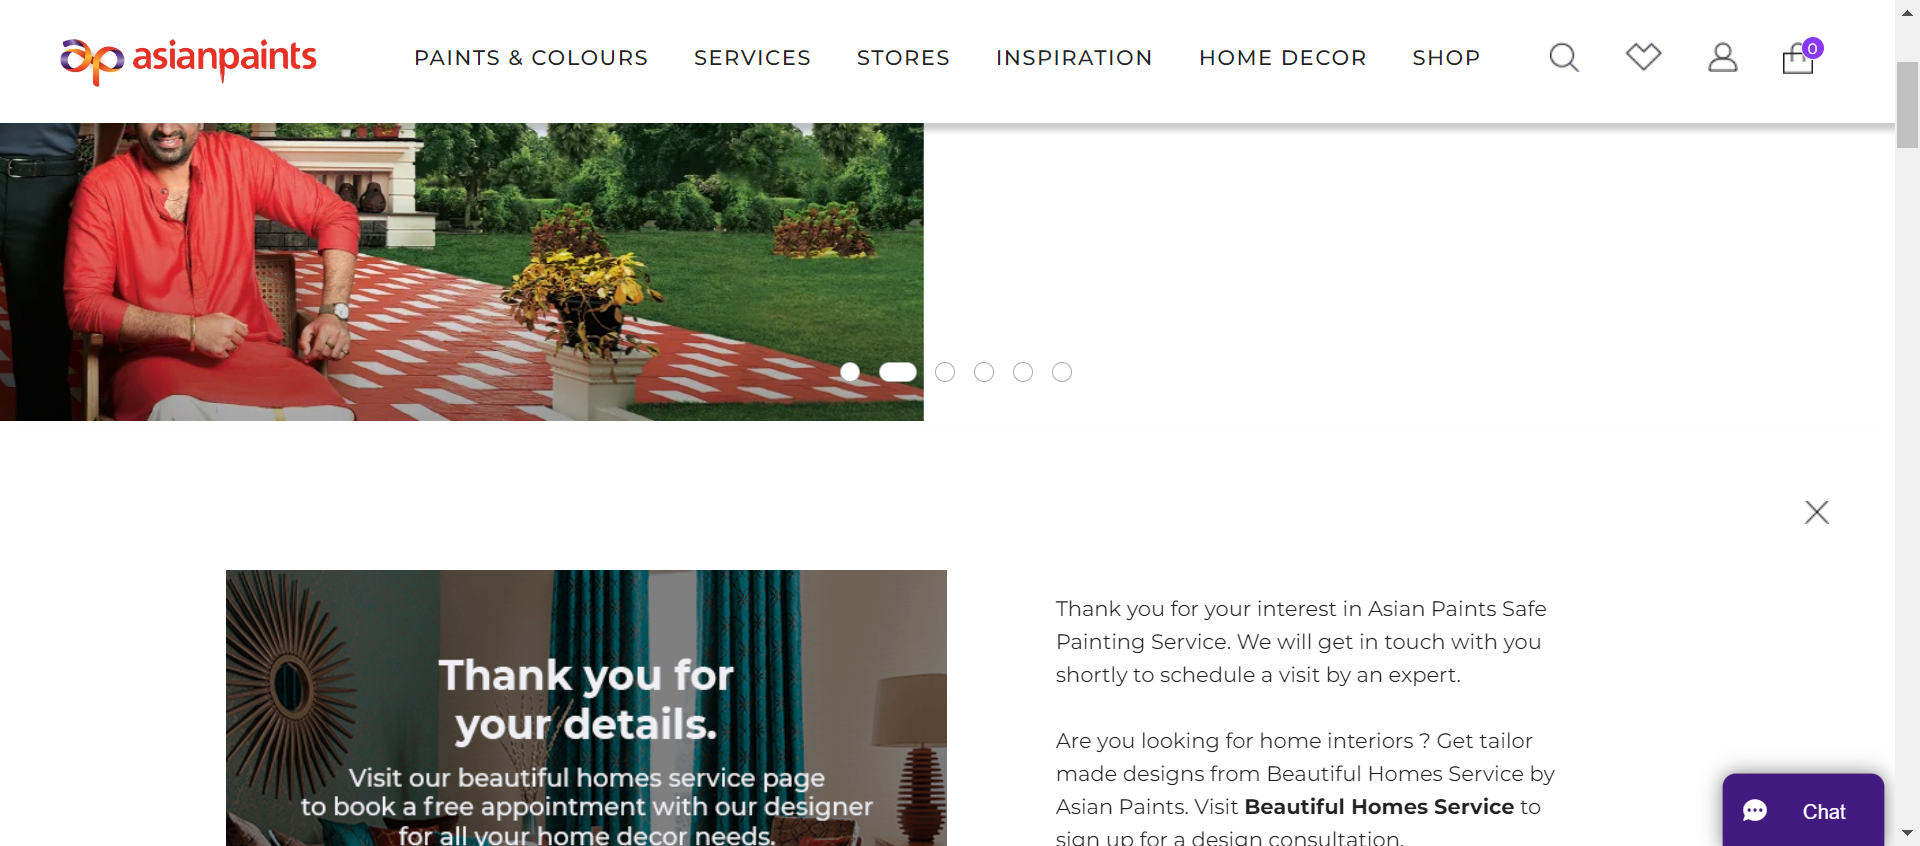 asianpaints
PAINTS & COLOURS
SERVICES
STORES
INSPIRATION
HOME DECOR
SHOP
0
Thank you for
your details.
Visit our beautiful homes service page
to book a free appointment with our designer
for all your home decor needs.
Thank you for your interest in Asian Paints Safe
Painting Service. We will get in touch with you
shortly to schedule a visit by an expert.
Are you looking for home interiors ? Get tailor
made designs from Beautiful Homes Service by
Asian Paints. Visit Beautiful Homes Service to
sign up for a design consultation.
Chat